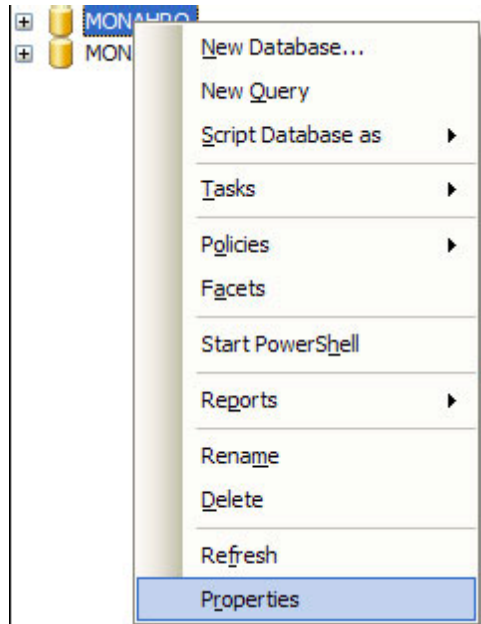 MONAHRQ
MON
New Database...
New Query
Script Database as
Tasks
Policies
Facets
Start PowerShell
Reports
Rename
Delete
Refresh
Properties